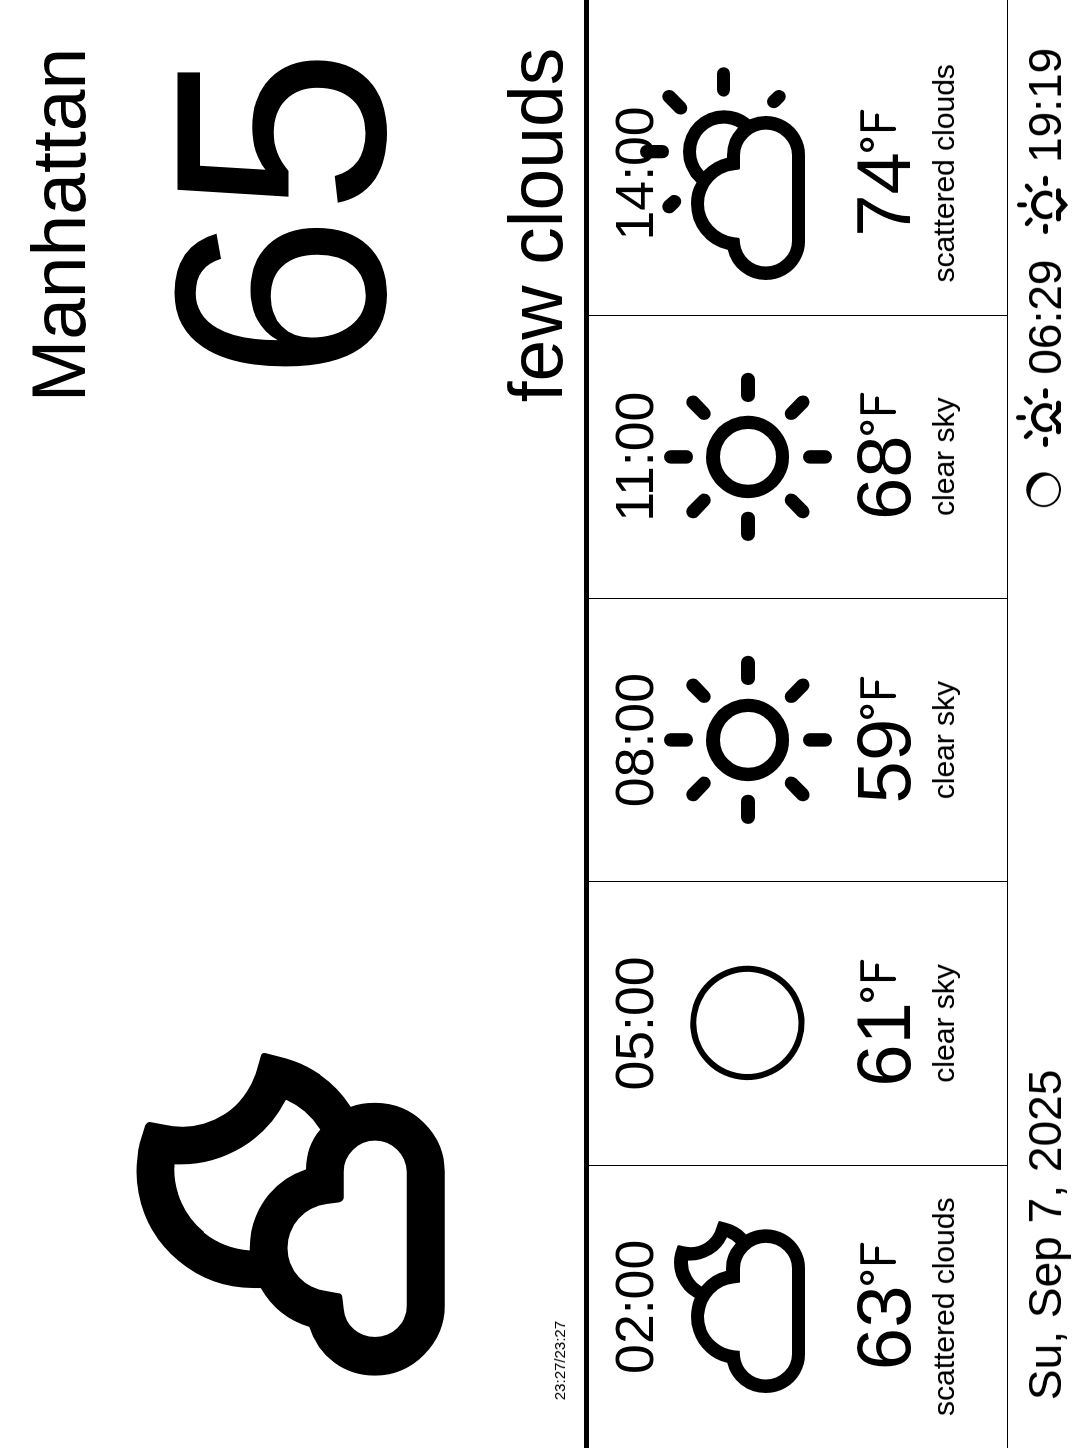 Manhattan
65
few clouds
23:27/23:27
02:00
63°F
scattered clouds
05:00
61°F
clear sky
08:00
59°F
clear sky
11:00
68°F
clear sky
14:00
74°F
scattered clouds
Su, Sep 7, 2025
06:29
19:19